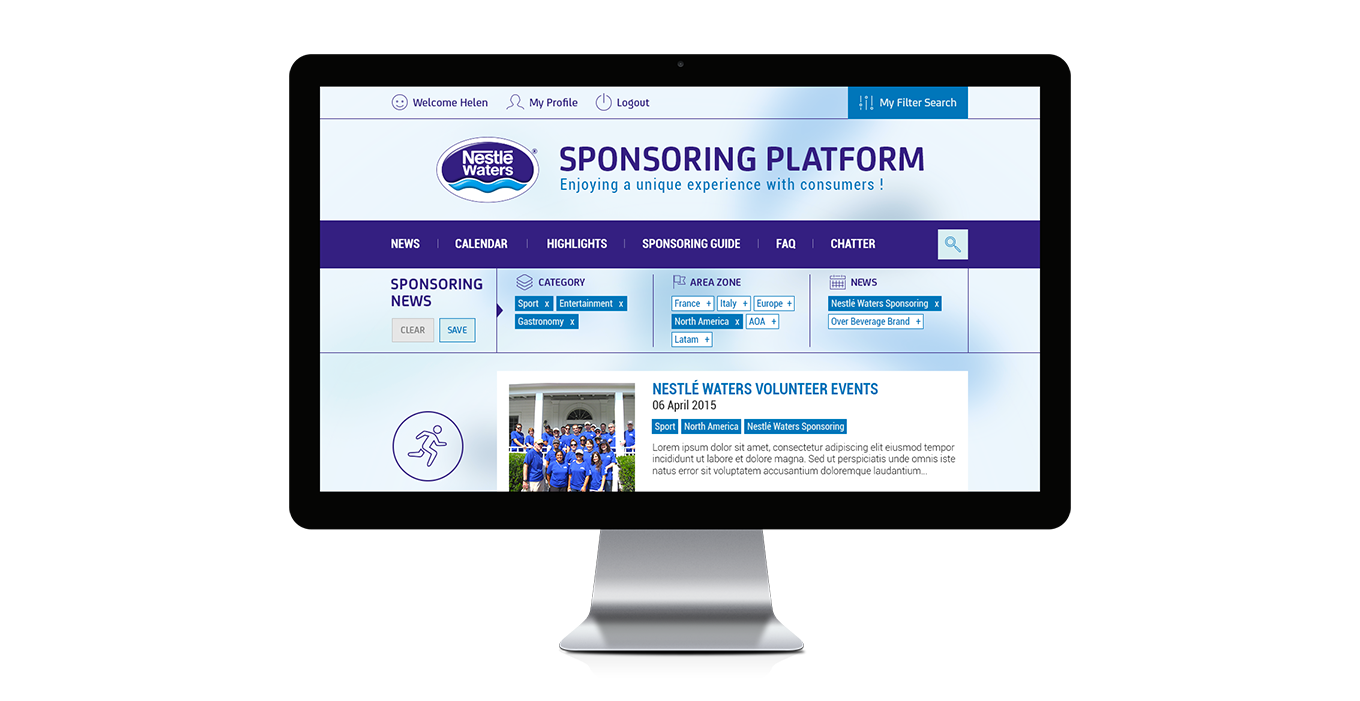 Welcome Helen My Profile Logout My Filter Search
Nestlé Waters ®
SPONSORING PLATFORM
Enjoying a unique experience with consumers !
NEWS | CALENDAR | HIGHLIGHTS | SPONSORING GUIDE | FAQ | CHATTER
SPONSORING
NEWS
CLEAR SAVE
CATEGORY
Sport x Entertainment x
Gastronomy x
AREA ZONE
France + Italy + Europe +
North America x AOA +
Latam +
NEWS
Nestlé Waters Sponsoring x
Over Beverage Brand +
NESTLÉ WATERS VOLUNTEER EVENTS
06 April 2015
Sport North America Nestlé Waters Sponsoring
Lorem ipsum dolor sit amet, consectetur adipiscing elit eiusmod tempor
incididunt ut labore et dolore magna. Sed ut perspiciatis unde omnis iste
natus error sit voluptatem accusantium doloremque laudantium...